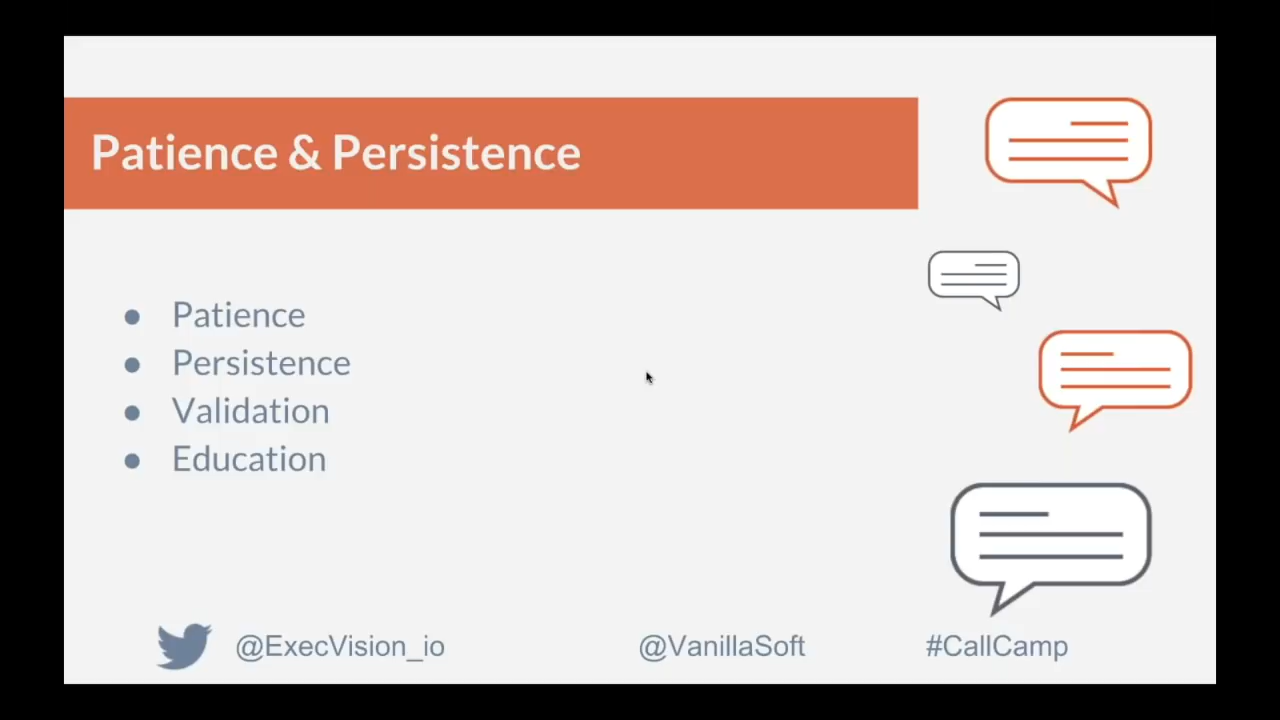 Patience & Persistence
● Patience
● Persistence
● Validation
● Education
@ExecVision_io @VanillaSoft #CallCamp